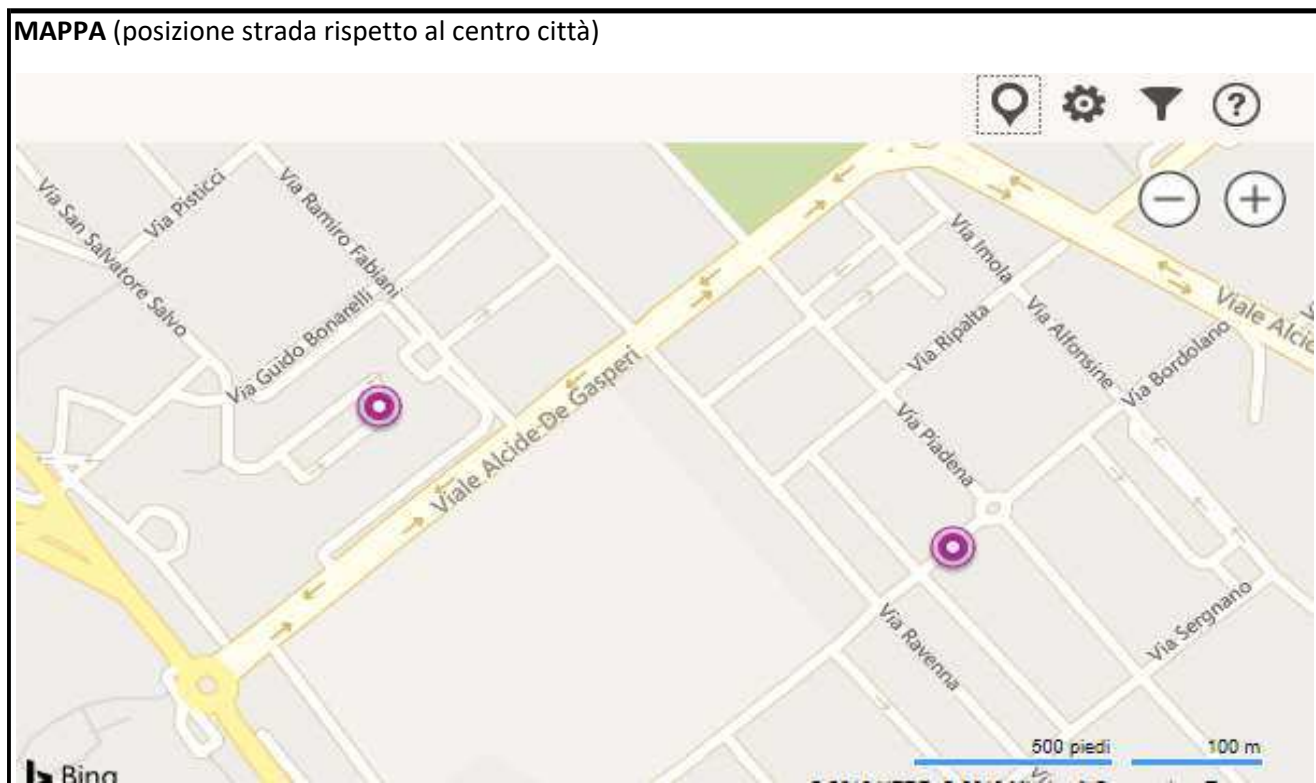 MAPPA (posizione strada rispetto al centro città)
?
Via San Salvatore Salvo
Via Pisticci
Via Ramiro Fabiani
Via Guido Bonarelli
Viale Alcide De Gasperi
Via Imola
Via Ripalta
Via Alfonsine
Via Bordolano
Viale Alcid
Via Piadena
Via Ravenna
Via Sergnano
500 piedi
100 m
Bing